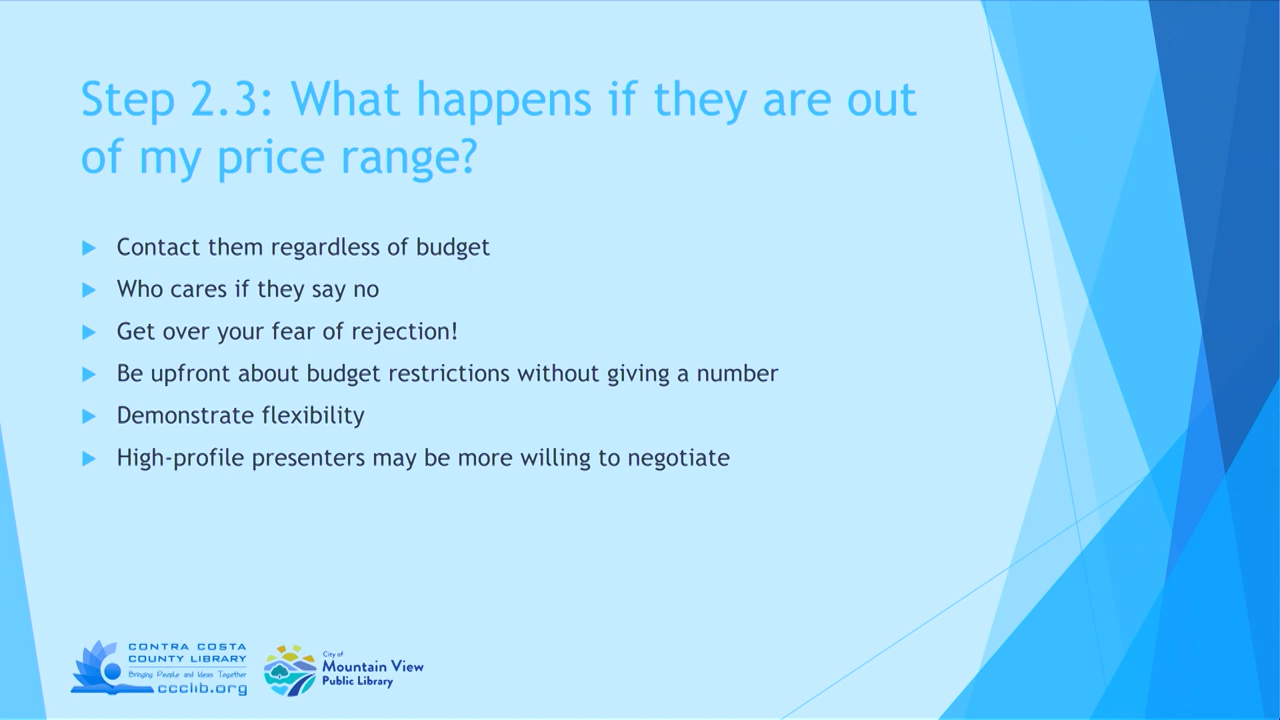 Step 2.3: What happens if they are out
of my price range?
Contact them regardless of budget
Who cares if they say no
Get over your fear of rejection!
Be upfront about budget restrictions without giving a number
Demonstrate flexibility
High-profile presenters may be more willing to negotiate
CONTRA COSTA
COUNTY LIBRARY
Bringing People and Ideas Together
ccclib.org
City of
Mountain View
Public Library